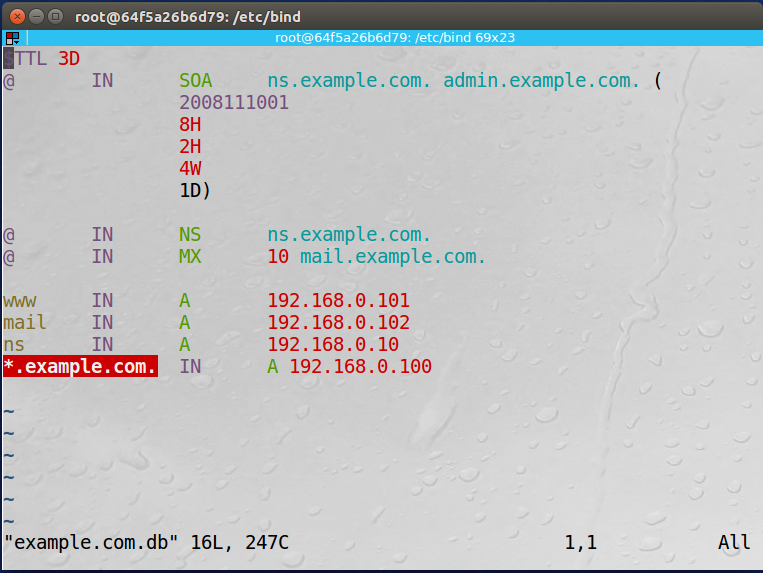 root@64f5a26b6d79: /etc/bind
root@64f5a26b6d79: /etc/bind 69x23
$TTL 3D
@ IN SOA ns.example.com. admin.example.com. (
2008111001
8H
2H
4W
1D)
@ IN NS ns.example.com.
@ IN MX 10 mail.example.com.
www IN A 192.168.0.101
mail IN A 192.168.0.102
ns IN A 192.168.0.10
*.example.com. IN A 192.168.0.100
~
~
~
~
~
~
"example.com.db" 16L, 247C 1,1 All